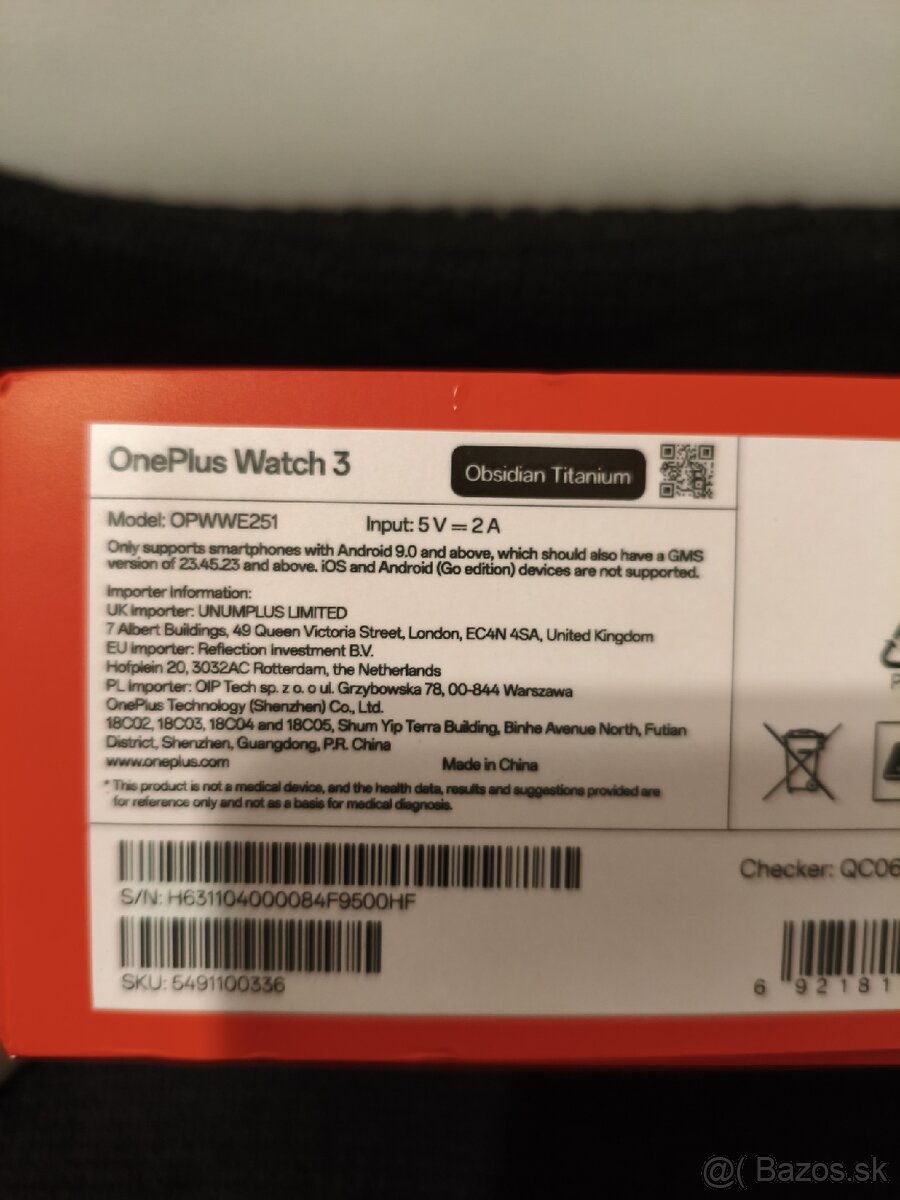 OnePlus Watch 3
Obsidian Titanium
Model: OPWWE251 Input: 5 V = 2 A
Only supports smartphones with Android 9.0 and above, which should also have a GMS
version of 23.45.23 and above. iOS and Android (Go edition) devices are not supported.
Importer Information:
UK Importer: UNUMPLUS LIMITED
7 Albert Buildings, 49 Queen Victoria Street, London, EC4N 4SA, United Kingdom
EU Importer: Reflection Investment B.V.
Hofplein 20, 3032AC Rotterdam, the Netherlands
PL Importer: OIP Tech sp. z o. o ul. Grzybowska 78, 00-844 Warszawa
OnePlus Technology (Shenzhen) Co., Ltd.
18C02, 18C03, 18C04 and 18C05, Shum Yip Terra Building, Binhe Avenue North, Futian
District, Shenzhen, Guangdong, P.R. China
www.oneplus.com Made in China
* This product is not a medical device, and the health data, results and suggestions provided are
for reference only and not as a basis for medical diagnosis.
Checker: QC06
S/N: H631104000084F9500HF
SKU: 5491100336
6 92181
@( Bazos.sk